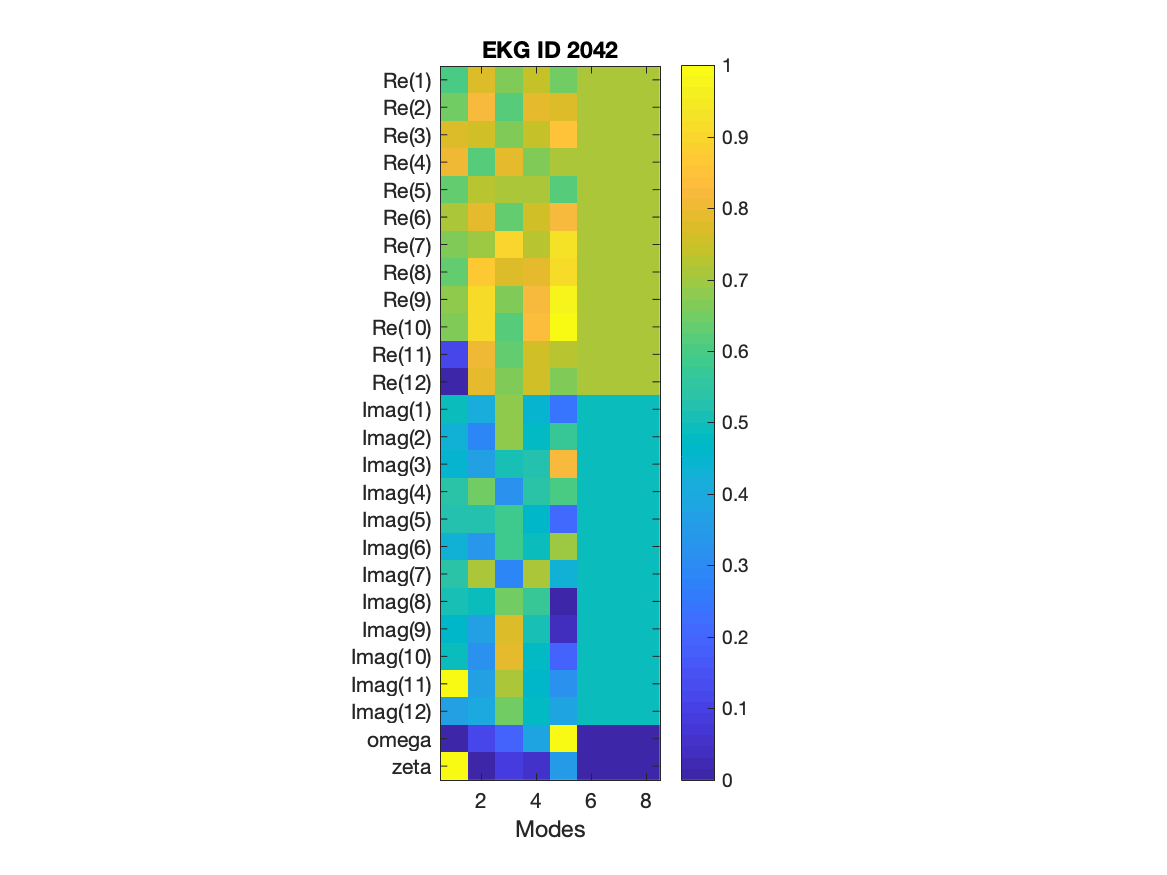 EKG ID 2042
Re(1)
Re(2)
Re(3)
Re(4)
Re(5)
Re(6)
Re(7)
Re(8)
Re(9)
Re(10)
Re(11)
Re(12)
Imag(1)
Imag(2)
Imag(3)
Imag(4)
Imag(5)
Imag(6)
Imag(7)
Imag(8)
Imag(9)
Imag(10)
Imag(11)
Imag(12)
omega
zeta
2 4 6 8
Modes
1
0.9
0.8
0.7
0.6
0.5
0.4
0.3
0.2
0.1
0